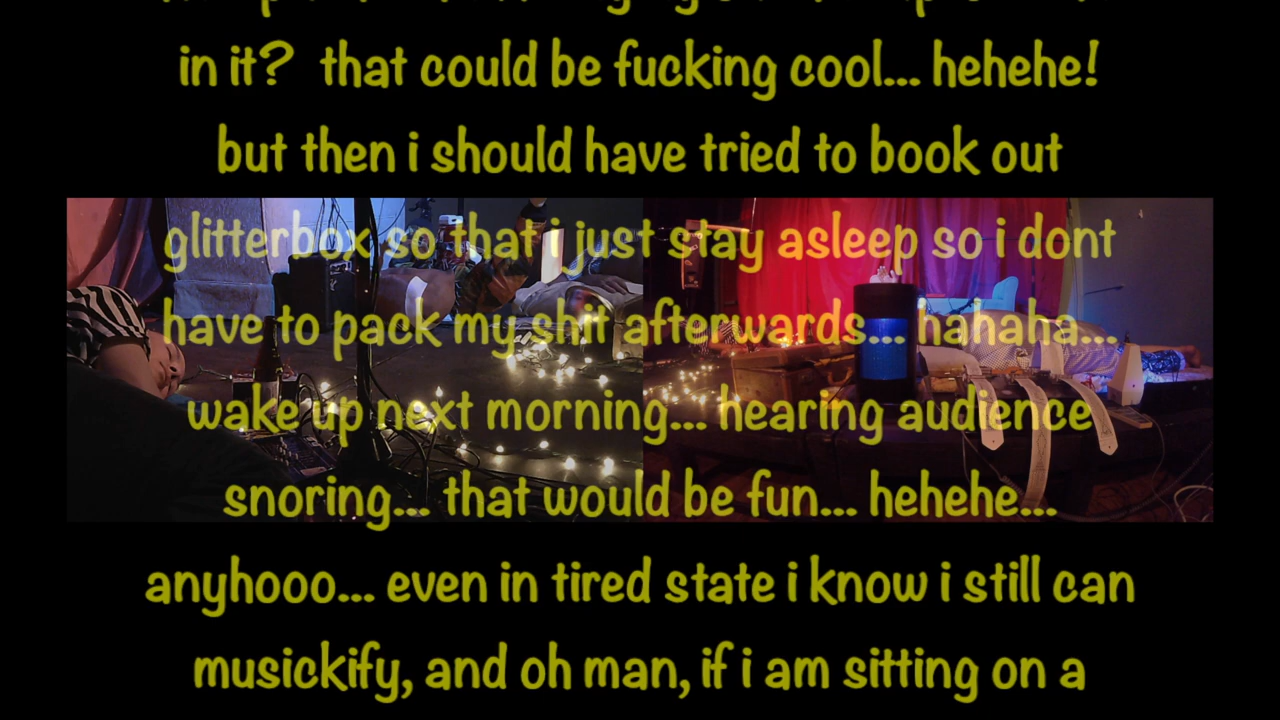 in it? that could be fucking cool... hehehe!
but then i should have tried to book out
glitterbox so that i just stay asleep so i dont
have to pack my shit afterwards... hahaha...
wake up next morning... hearing audience
snoring... that would be fun... hehehe...
anyhooo... even in tired state i know i still can
musickify, and oh man, if i am sitting on a